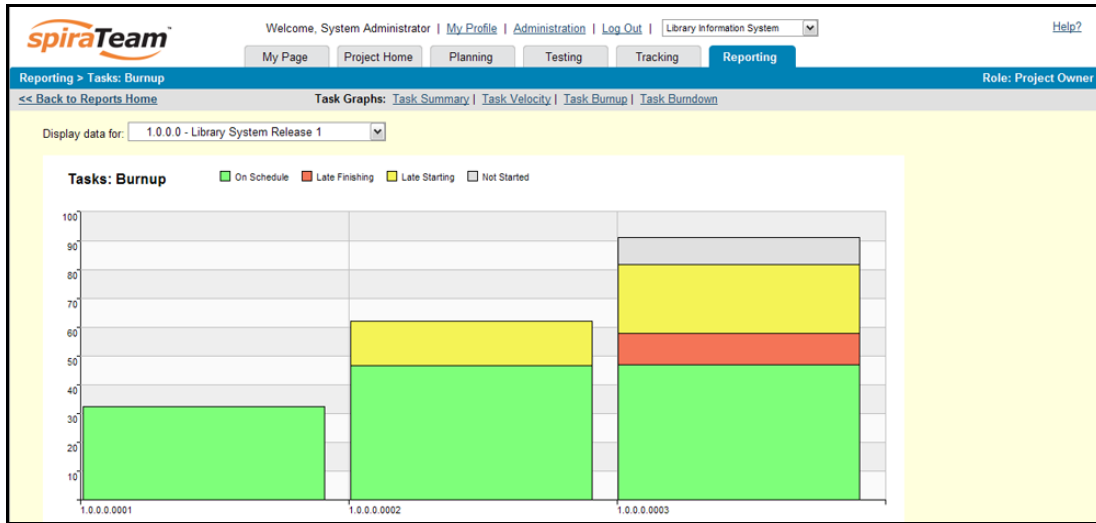 spiraTeam™
Welcome, System Administrator | My Profile | Administration | Log Out | Library Information System
Help?
My Page Project Home Planning Testing Tracking Reporting
Reporting > Tasks: Burnup
Role: Project Owner
<< Back to Reports Home
Task Graphs: Task Summary | Task Velocity | Task Burnup | Task Burndown
Display data for: 1.0.0.0 - Library System Release 1
Tasks: Burnup
On Schedule Late Finishing Late Starting Not Started
100
90
80
70
60
50
40
30
20
10
1.0.0.0.0001 1.0.0.0.0002 1.0.0.0.0003